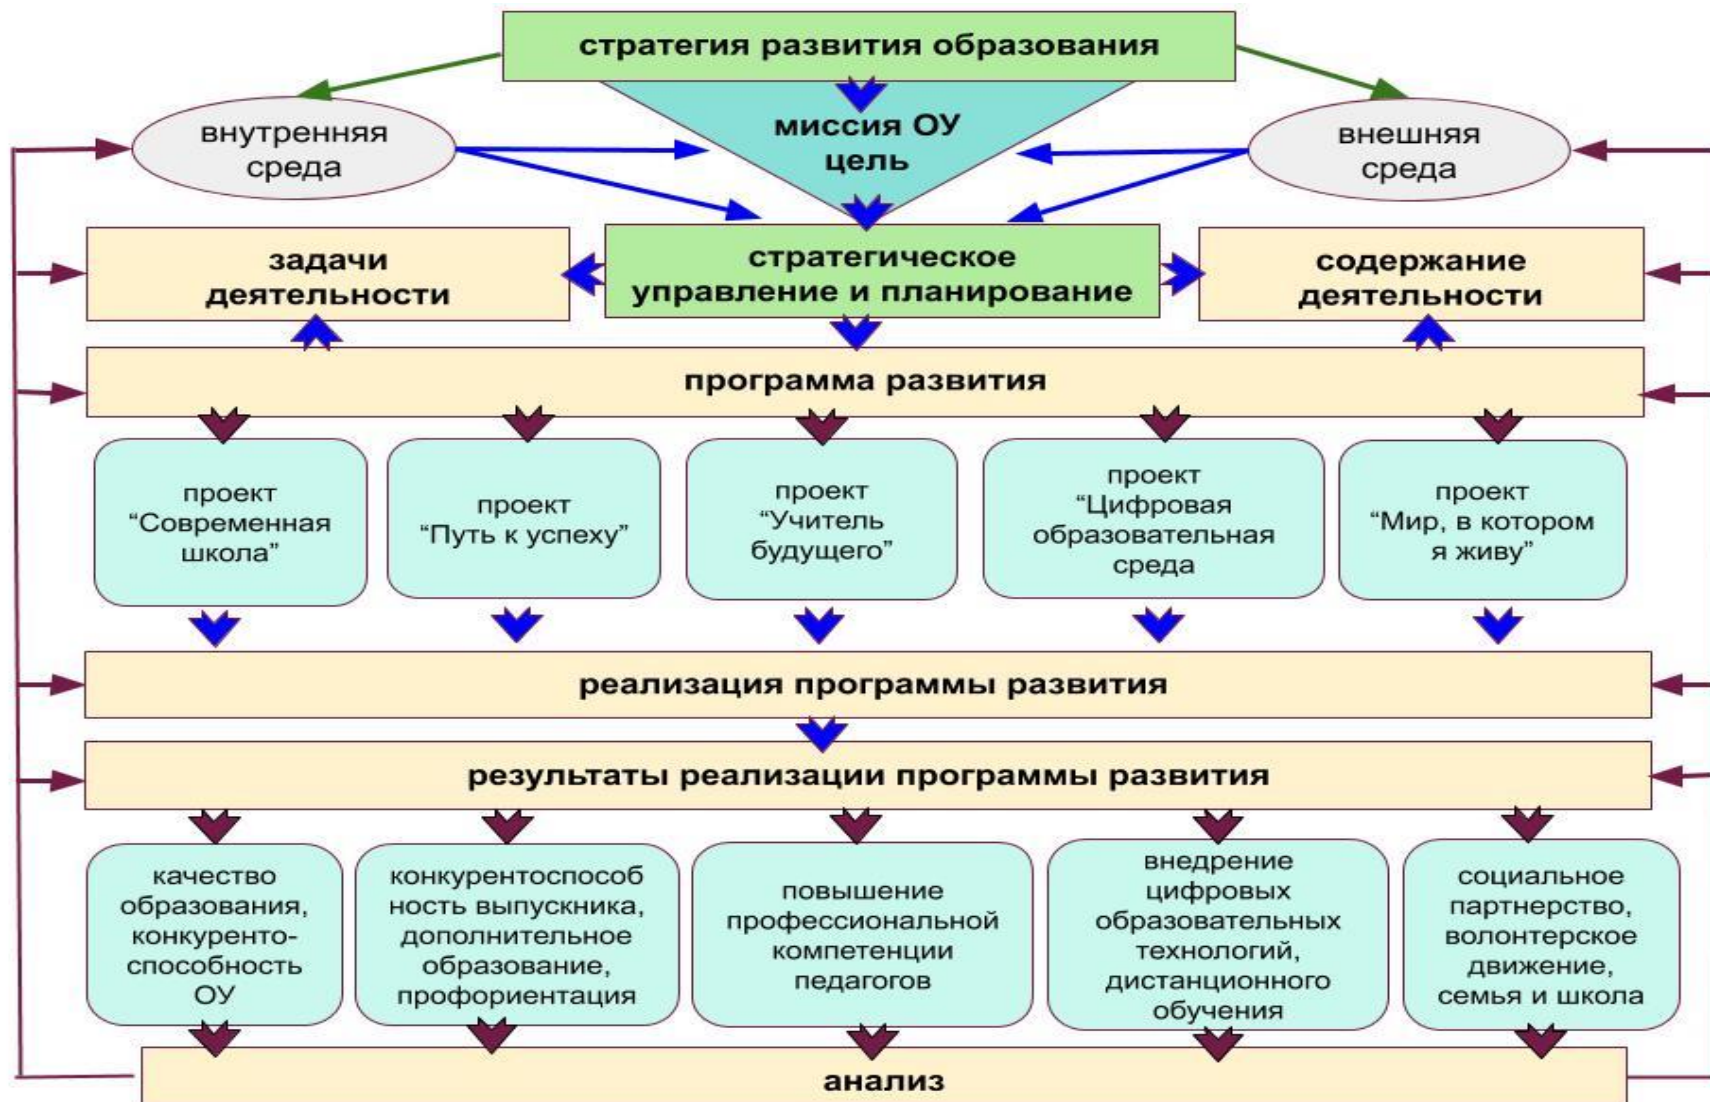 стратегия развития образования
внутренняя
среда
миссия ОУ
цель
внешняя
среда
задачи
деятельности
стратегическое
управление и планирование
содержание
деятельности
программа развития
проект
“Современная
школа”
проект
“Путь к успеху”
проект
“Учитель
будущего”
проект
“Цифровая
образовательная
среда
проект
“Мир, в котором
я живу”
реализация программы развития
результаты реализации программы развития
качество
образования,
конкуренто-
способность
ОУ
конкурентоспособ
ность выпускника,
дополнительное
образование,
профориентация
повышение
профессиональной
компетенции
педагогов
внедрение
цифровых
образовательных
технологий,
дистанционного
обучения
социальное
партнерство,
волонтерское
движение,
семья и школа
анализ